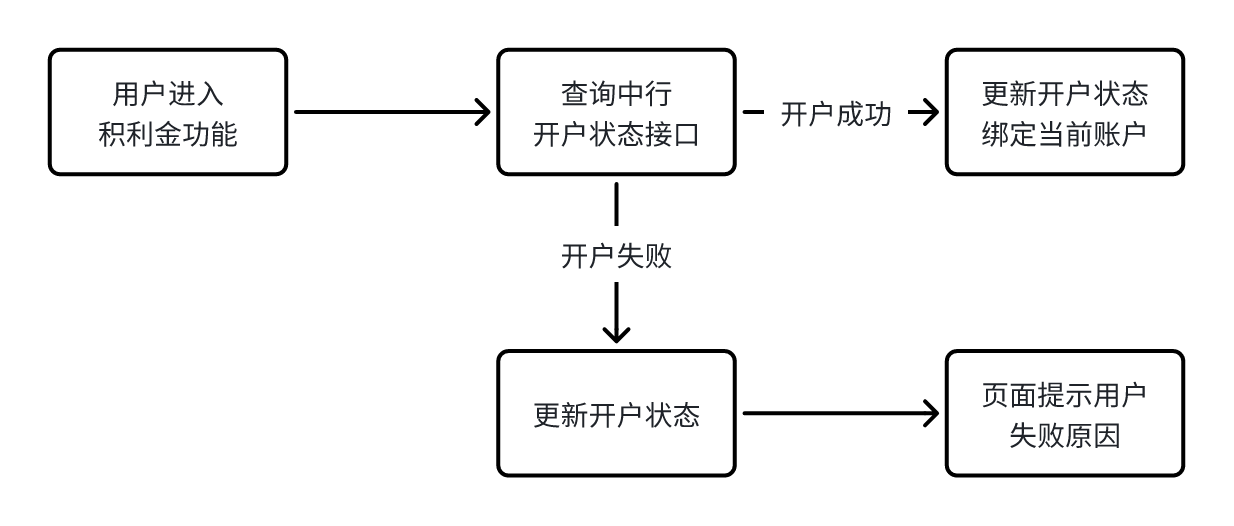 用户进入
积利金功能
查询中行
开户状态接口
开户成功
更新开户状态
绑定当前账户
开户失败
更新开户状态
页面提示用户
失败原因